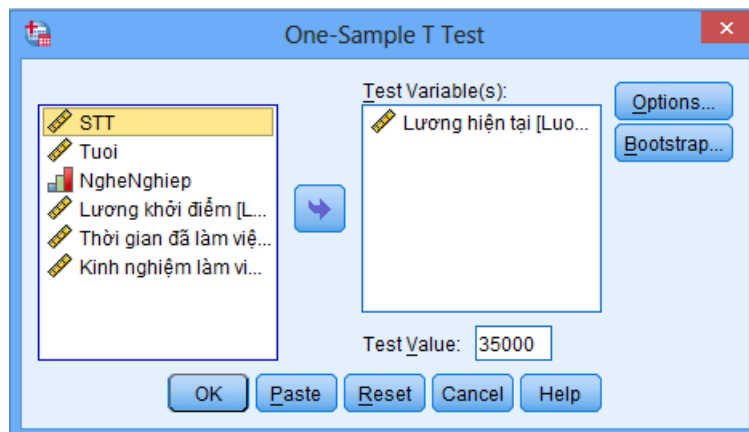 One-Sample T Test
STT
Tuoi
NgheNghiep
Lương khởi điểm [L...
Thời gian đã làm việ...
Kinh nghiệm làm vi...
Test Variable(s):
Lương hiện tại [Luo...
Options...
Bootstrap...
Test Value: 35000
OK Paste Reset Cancel Help